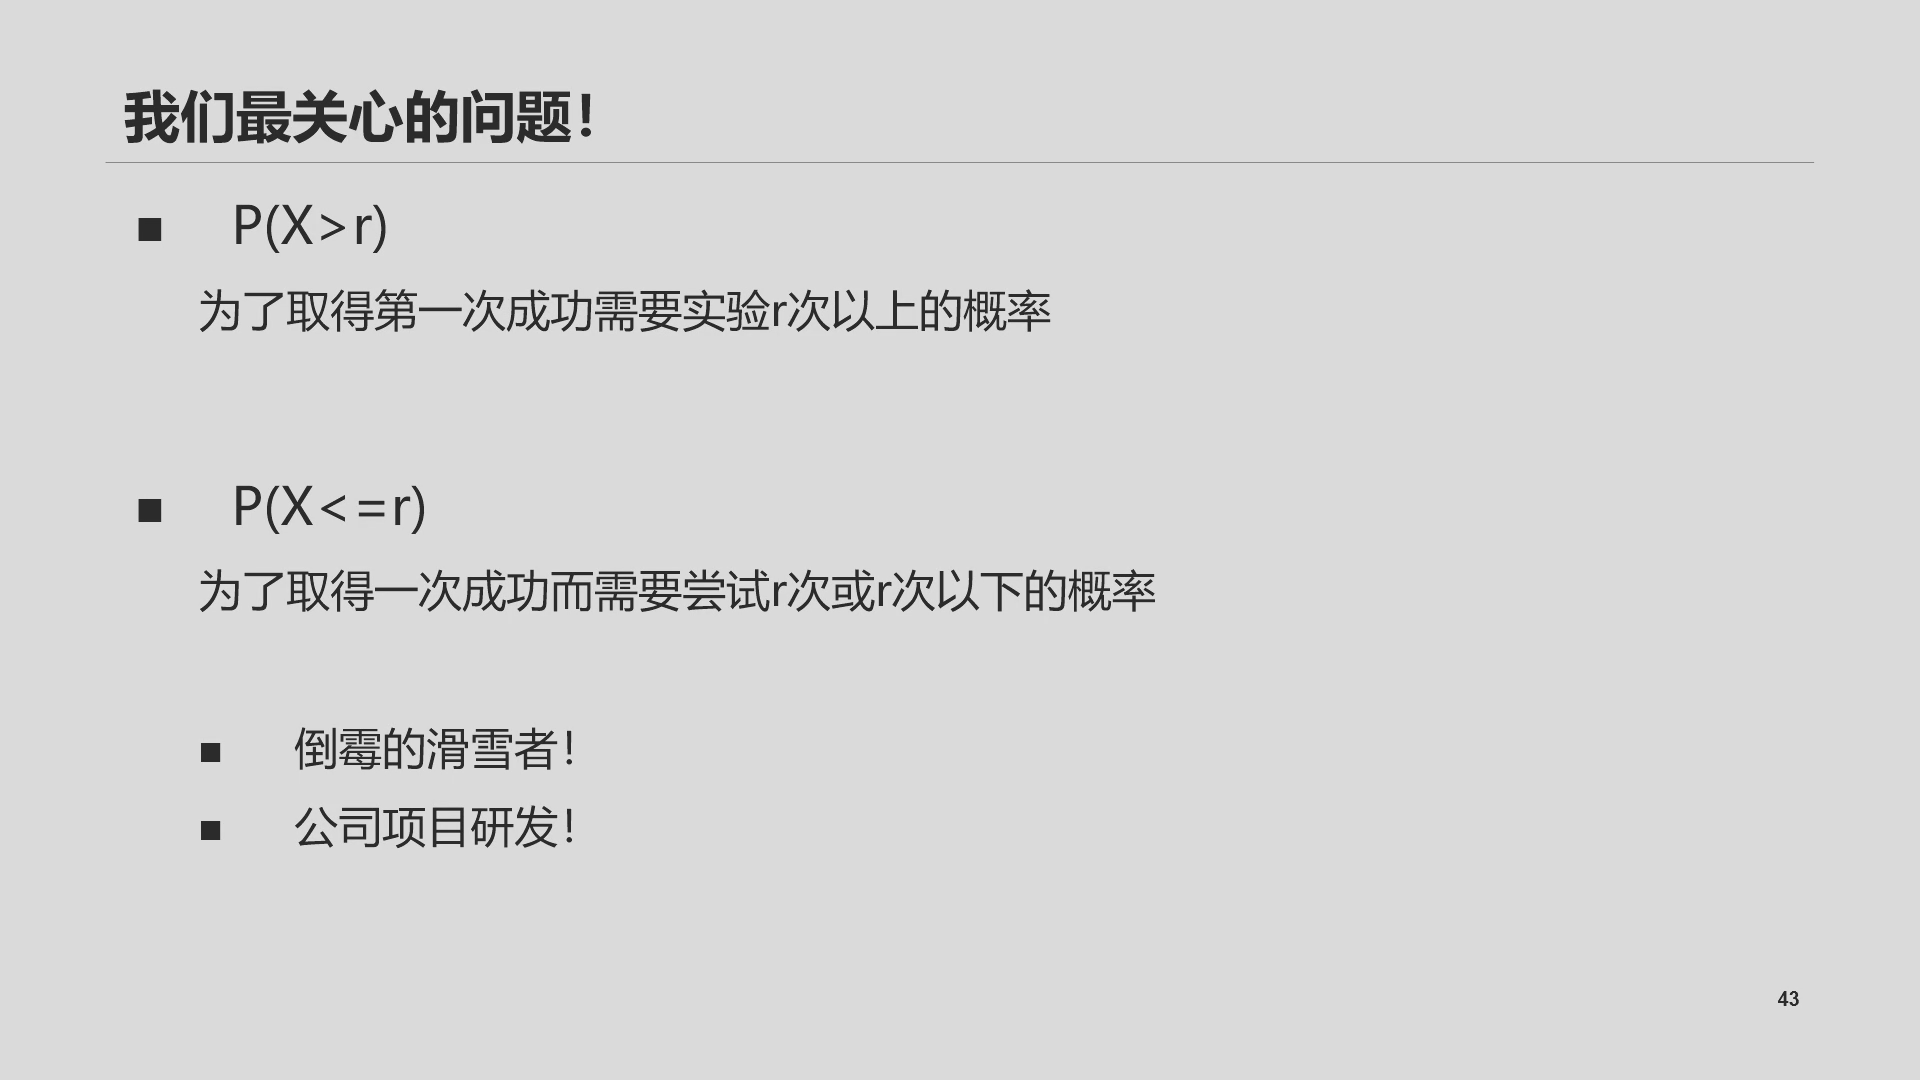 我们最关心的问题！
■ P(X>r)
为了取得第一次成功需要实验r次以上的概率
■ P(X<=r)
为了取得一次成功而需要尝试r次或r次以下的概率
■ 倒霉的滑雪者！
■ 公司项目研发！
43